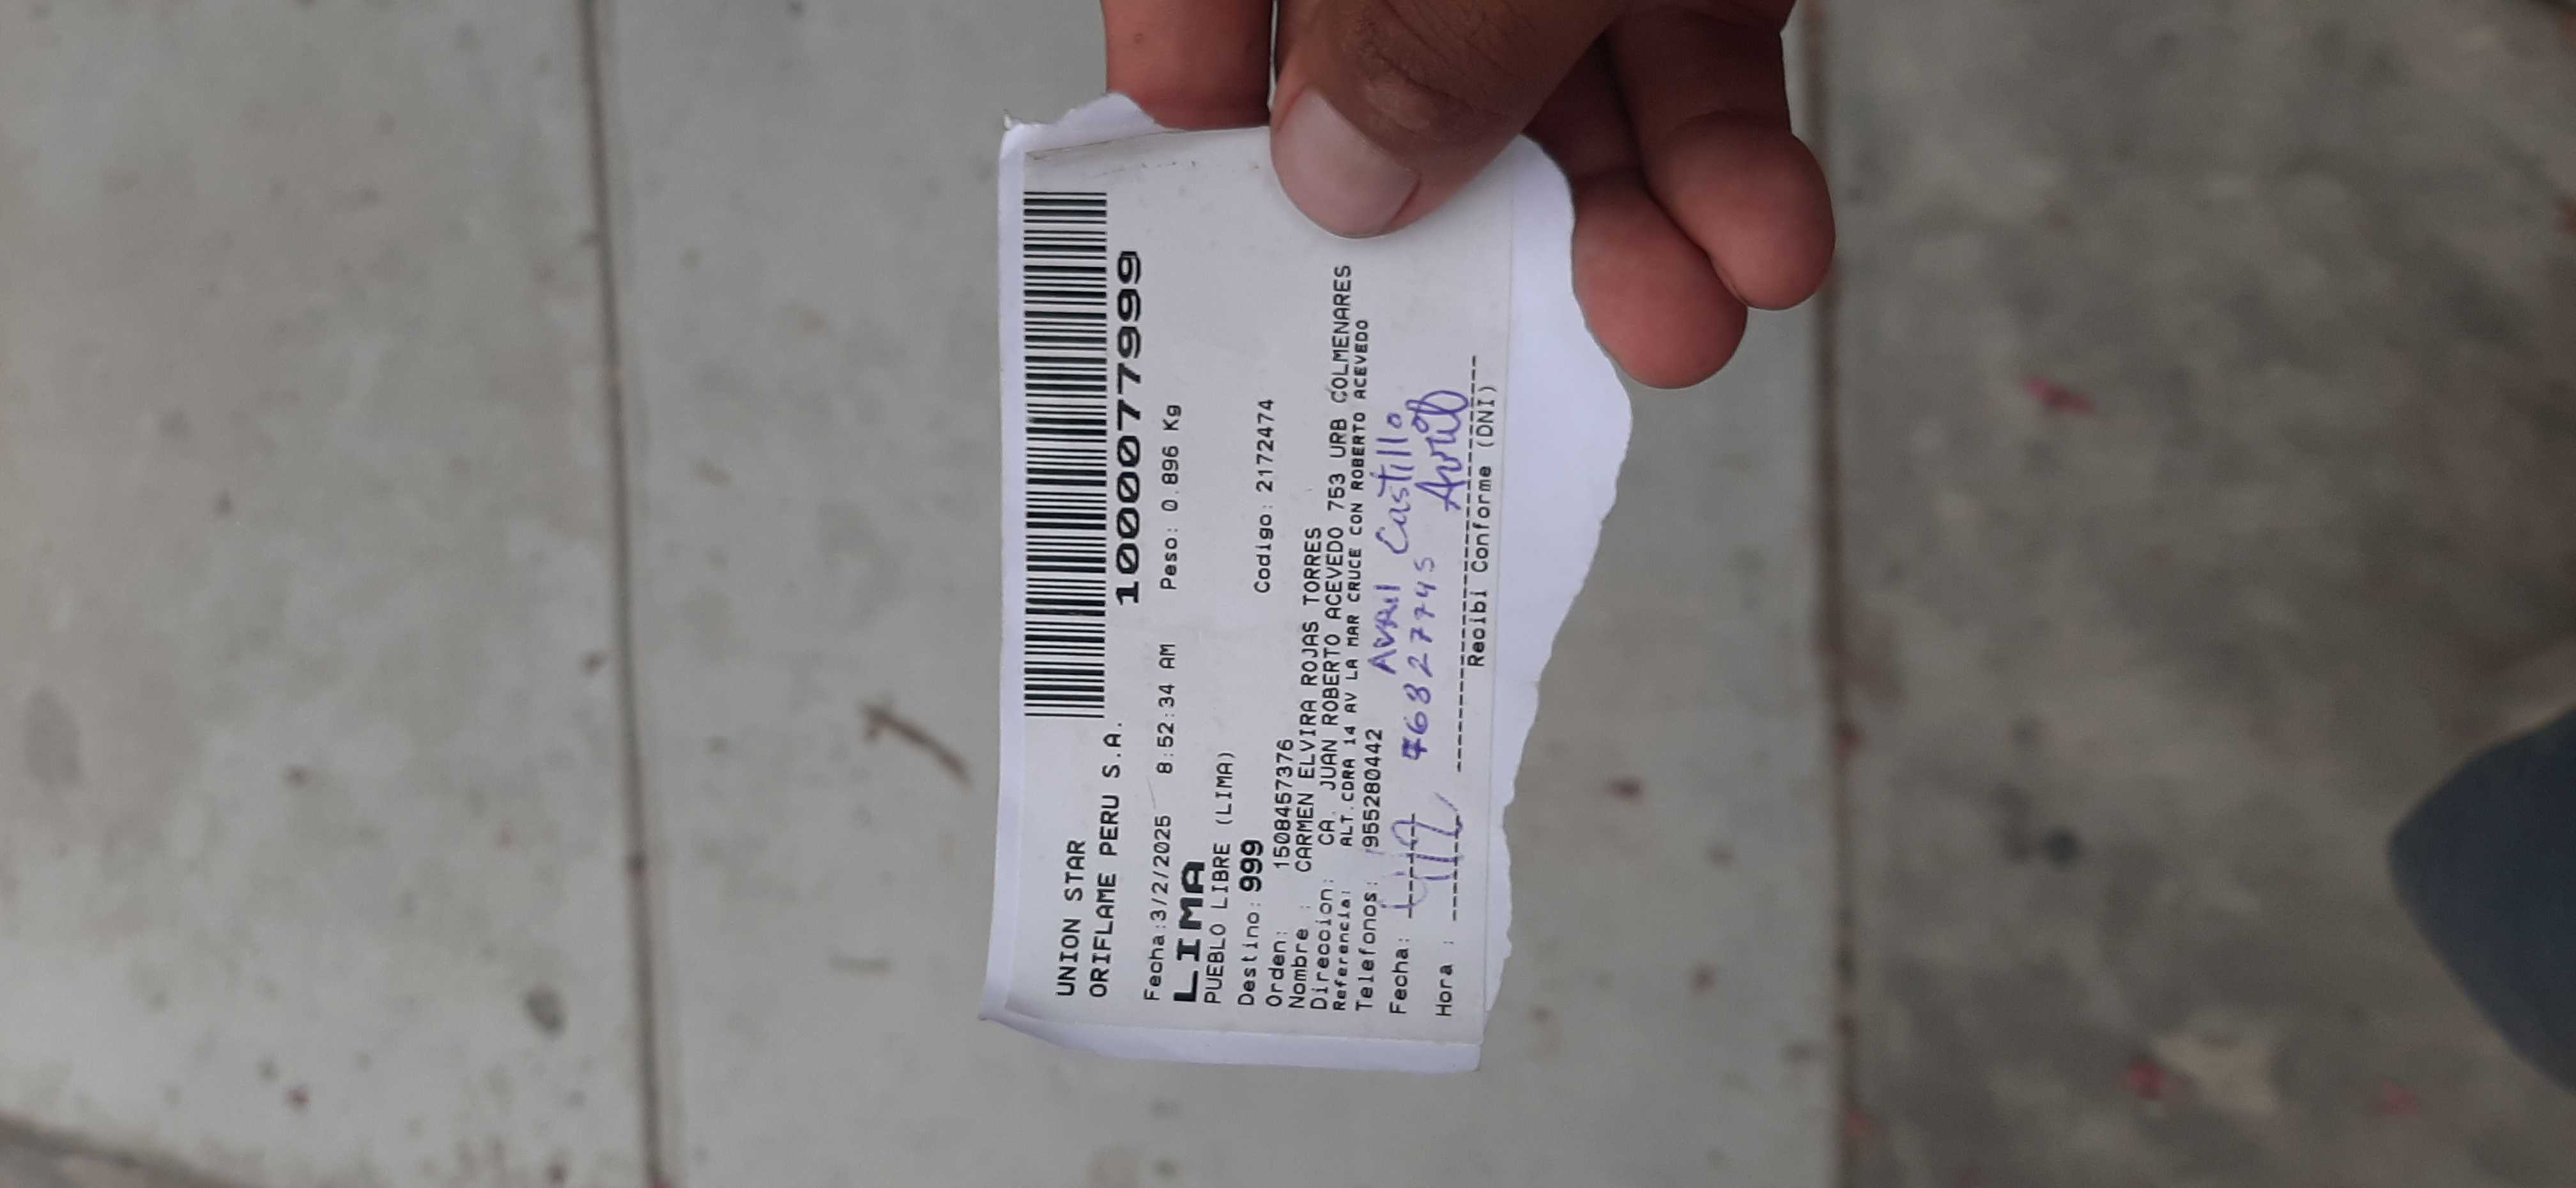 UNION STAR
ORIFLAME PERU S.A.
1000077999
Fecha:3/2/2025 8:52:34 AM Peso: 0.896 Kg
LIMA
PUEBLO LIBRE (LIMA)
Destino: 999 Codigo: 2172474
Orden: 1508457376
Nombre : CARMEN ELVIRA ROJAS TORRES
Direccion: CA. JUAN ROBERTO ACEVEDO 753 URB COLMENARES
Referencia: ALT.CDRA 14 AV LA MAR CRUCE CON ROBERTO ACEVEDO
Telefonos: 955280442
Avril Castillo
Fecha: 76827745 Avril
Hora :
Recibi Conforme (DNI)